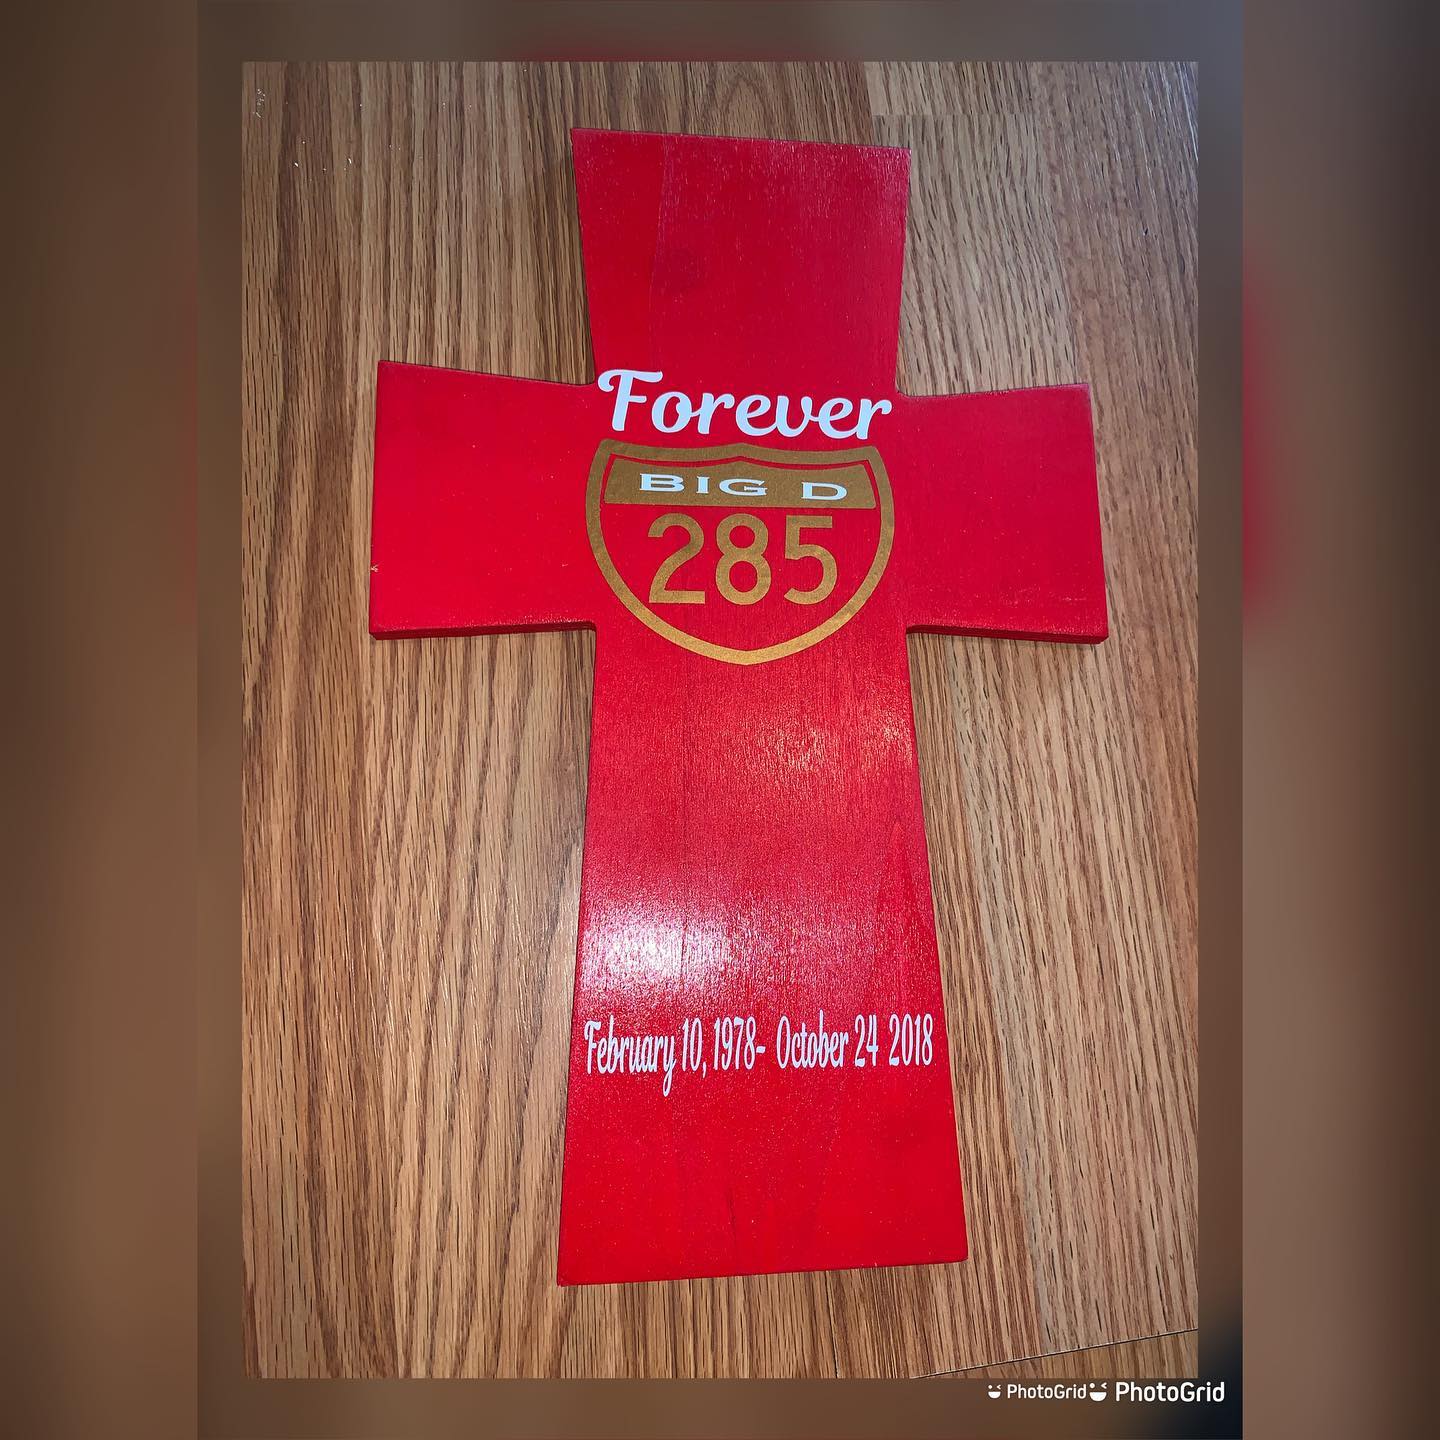 Forever
BIG D
285
February 10, 1978- October 24 2018
PhotoGrid PhotoGrid